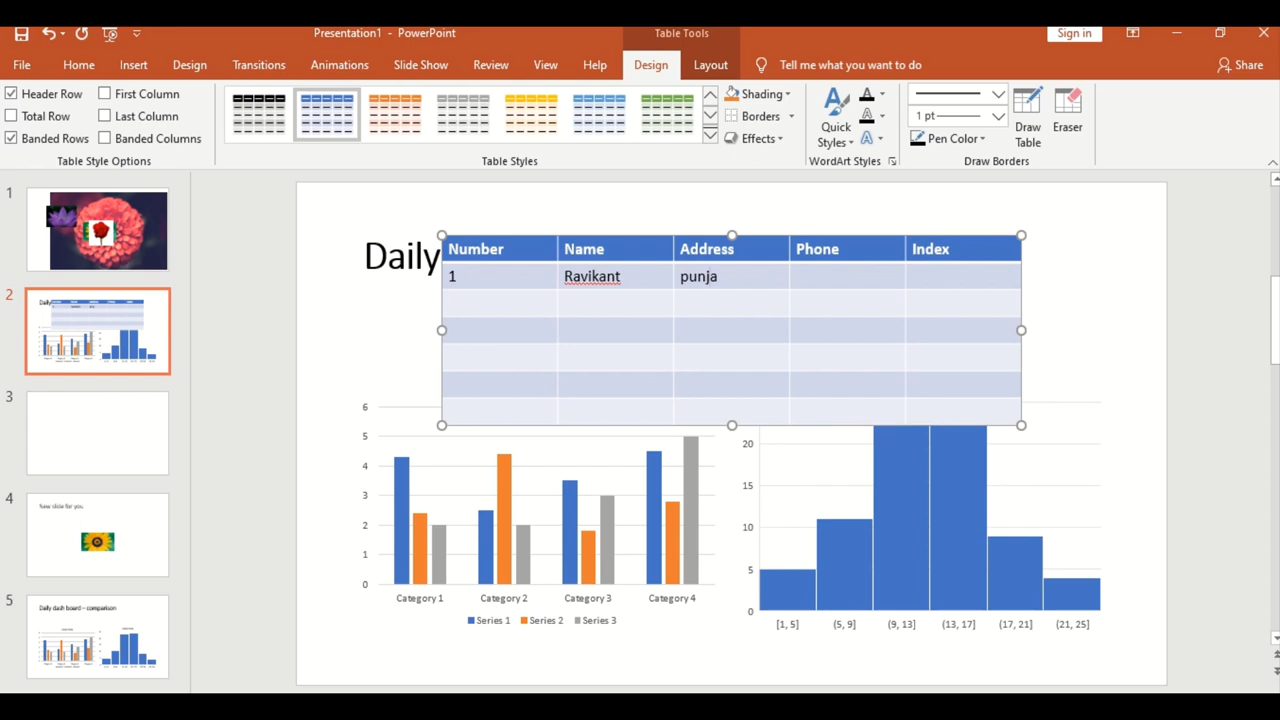 Presentation1 - PowerPoint
Table Tools
Sign in
File Home Insert Design Transitions Animations Slide Show Review View Help Design Layout Tell me what you want to do Share
Header Row First Column
Total Row Last Column
Banded Rows Banded Columns
Table Style Options
Table Styles
Shading
Borders
Effects
Quick
Styles
WordArt Styles
1 pt
Pen Color
Draw
Table
Eraser
Draw Borders
1
2
3
4
New slide for you
5
Daily dash board – comparison
Daily
Number Name Address Phone Index
1 Ravikant punja
6
5
4
3
2
1
0
Category 1 Category 2 Category 3 Category 4
Series 1 Series 2 Series 3
20
15
10
5
0
[1, 5] (5, 9] (9, 13] (13, 17] (17, 21] (21, 25]